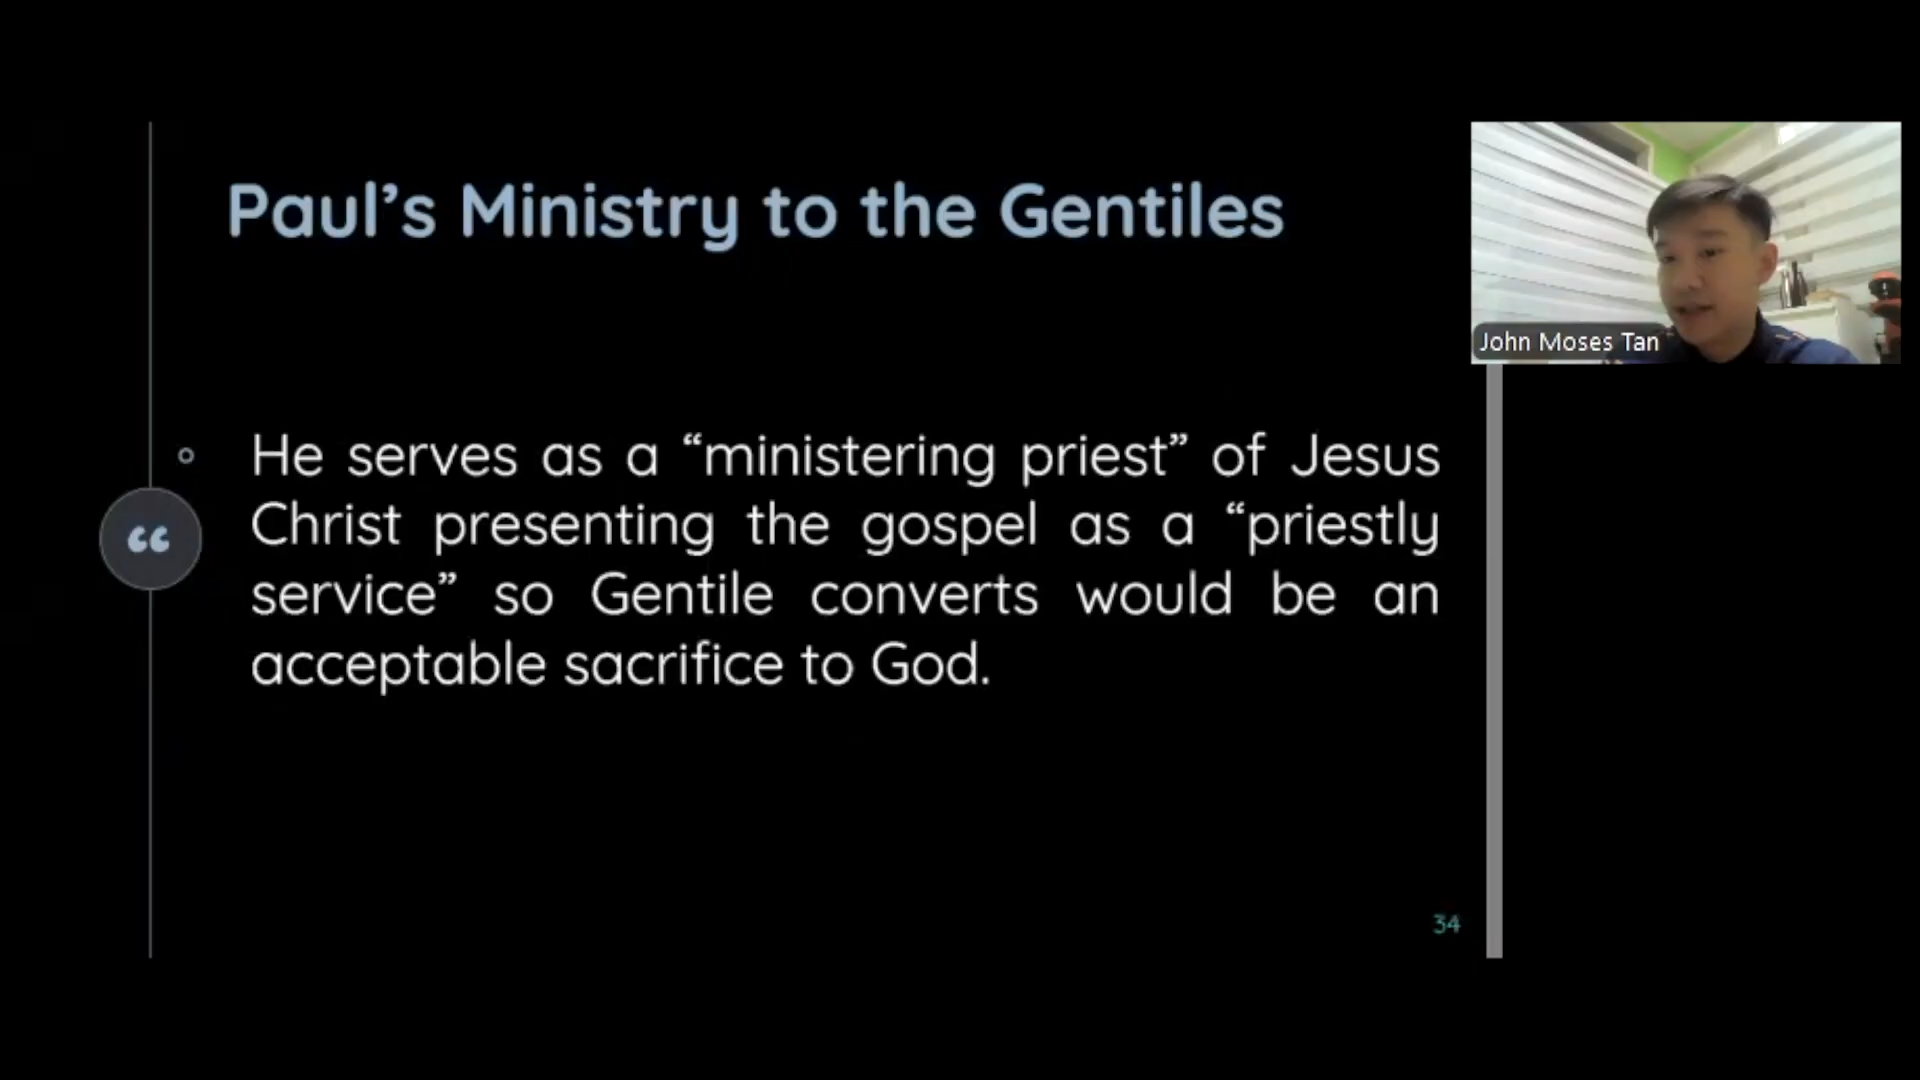 Paul’s Ministry to the Gentiles
John Moses Tan
He serves as a “ministering priest” of Jesus
Christ presenting the gospel as a “priestly
service” so Gentile converts would be an
acceptable sacrifice to God.
34